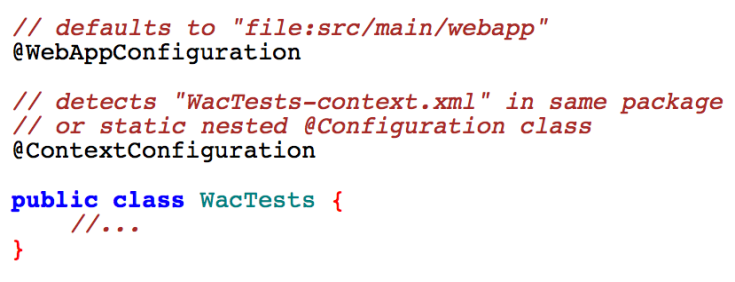 // defaults to "file:src/main/webapp"
@WebAppConfiguration
// detects "WacTests-context.xml" in same package
// or static nested @Configuration class
@ContextConfiguration
public class WacTests {
//...
}